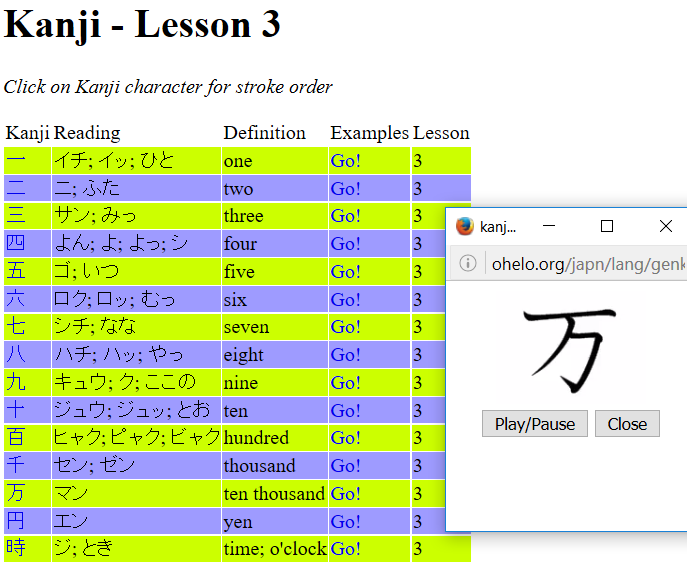 Kanji - Lesson 3
Click on Kanji character for stroke order
Kanji Reading Definition Examples Lesson
一 イチ; イッ; ひと one Go! 3
二 ニ; ふた two Go! 3
三 サン; みっ three Go! 3
四 よん; よ; よっ; シ four Go! 3
五 ゴ; いつ five Go! 3
六 ロク; ロッ; むっ six Go! 3
七 シチ; なな seven Go! 3
八 ハチ; ハッ; やっ eight Go! 3
九 キュウ; ク; ここの nine Go! 3
十 ジュウ; ジュッ; とお ten Go! 3
百 ヒャク; ピャク; ビャク hundred Go! 3
千 セン; ゼン thousand Go! 3
万 マン ten thousand Go! 3
円 エン yen Go! 3
時 ジ; とき time; o'clock Go! 3
kanj...
ohelo.org/japn/lang/genk
万
Play/Pause Close